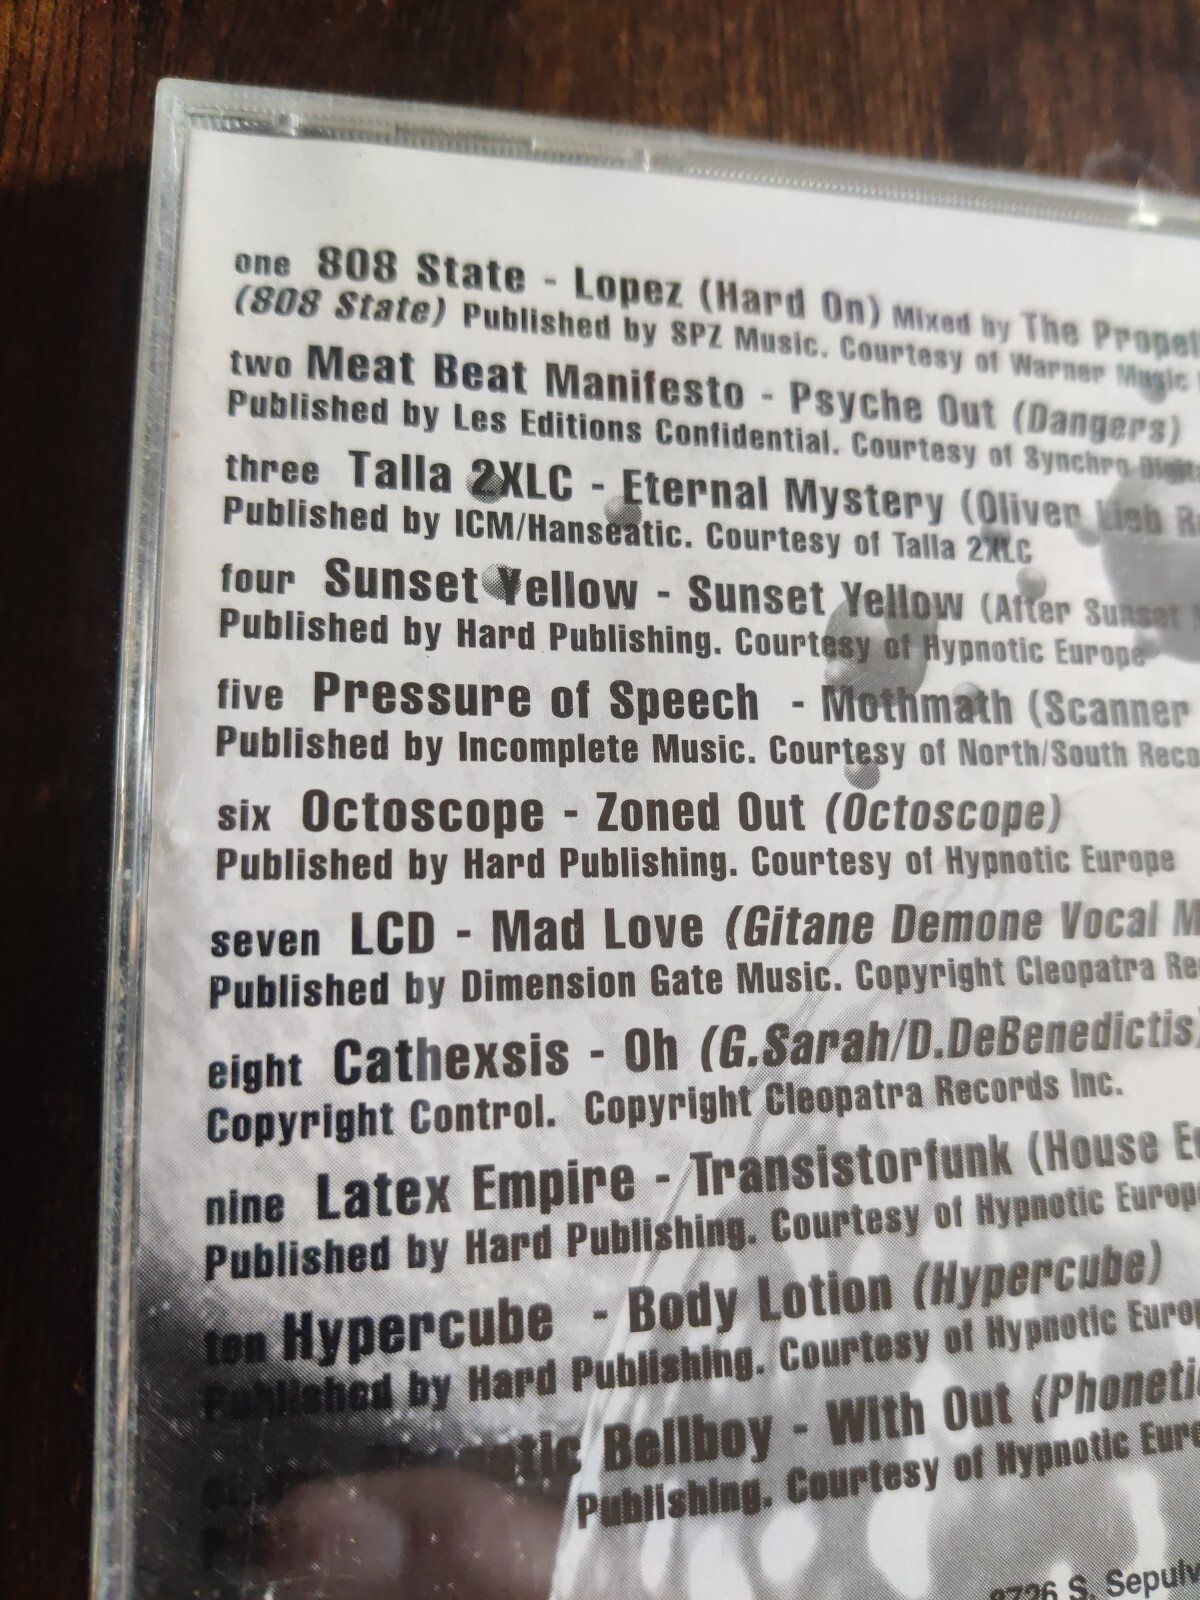 one 808 State - Lopez (Hard On) Mixed by The
(808 State) Published by SPZ Music. Courtesy of Warner Music
two Meat Beat Manifesto - Psyche Out (Dangers)
Published by Les Editions Confidential. Courtesy of Synchro
three Talla 2XLC - Eternal Mystery (Oliver Lieb
Published by ICM/Hanseatic. Courtesy of Talla 2XLC
four Sunset Yellow - Sunset Yellow (After Sunset
Published by Hard Publishing. Courtesy of Hypnotic Europe
five Pressure of Speech - Mothmath (Scanner
Published by Incomplete Music. Courtesy of North/South
six Octoscope - Zoned Out (Octoscope)
Published by Hard Publishing. Courtesy of Hypnotic Europe
seven LCD - Mad Love (Gitane Demone Vocal
Published by Dimension Gate Music. Copyright Cleopatra
eight Cathexsis - Oh (G.Sarah/D.DeBenedictis)
Copyright Control. Copyright Cleopatra Records Inc.
nine Latex Empire - Transistorfunk (House
Published by Hard Publishing. Courtesy of Hypnotic
ten Hypercube - Body Lotion (Hypercube)
Published by Hard Publishing. Courtesy of Hypnotic
Bellboy - With Out
Publishing. Courtesy of Hypnotic
S.